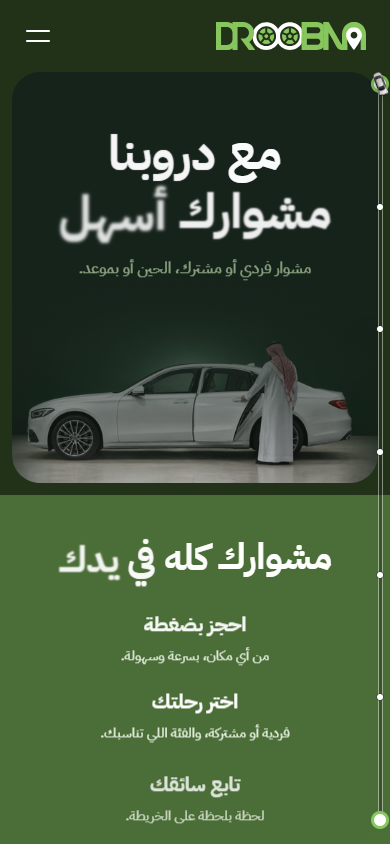 DROOBNA
مع دروبنا
مشوارك أسهل
مشوار فردي أو مشترك، الحين أو بموعد.
مشوارك كله في يدك
احجز بضغطة
من أي مكان، بسرعة وسهولة.
اختر رحلتك
فردية أو مشتركة، والفئة اللي تناسبك.
تابع سائقك
لحظة بلحظة على الخريطة.